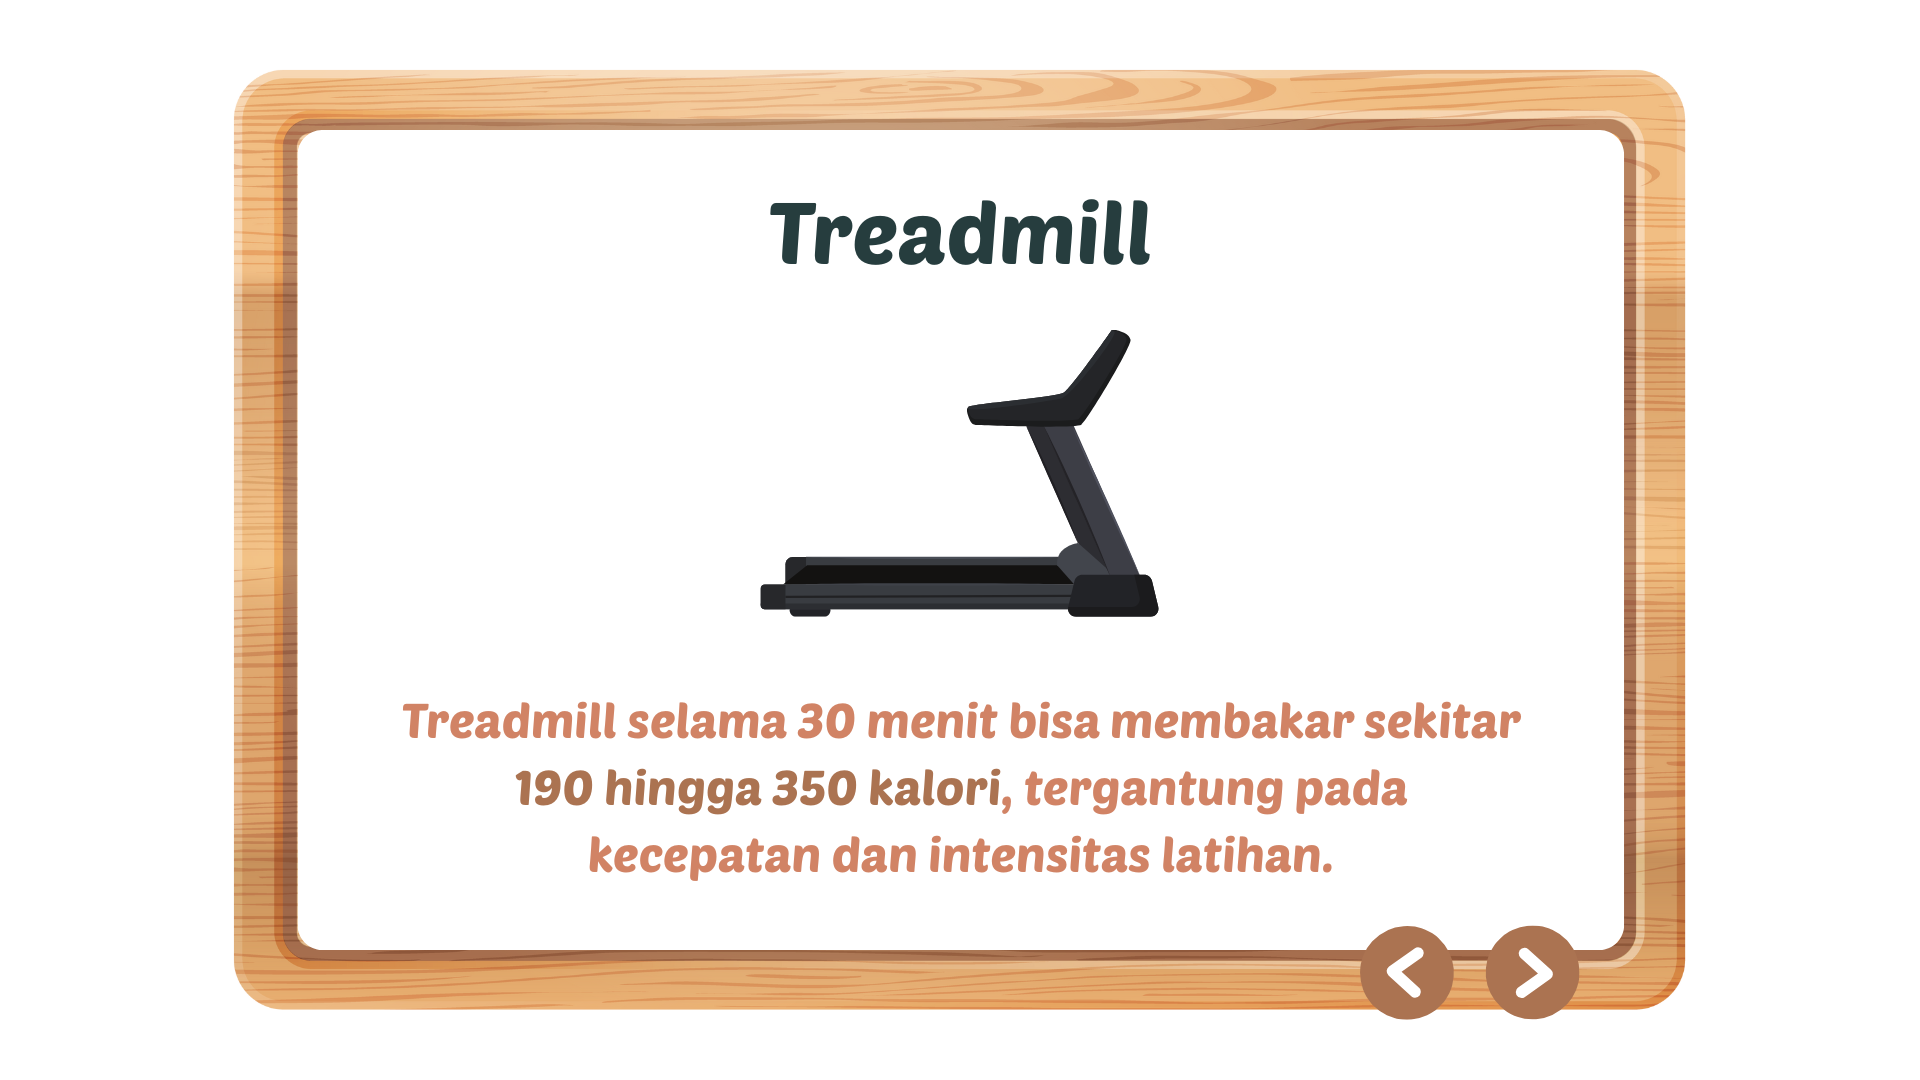 Treadmill
Treadmill selama 30 menit bisa membakar sekitar
190 hingga 350 kalori, tergantung pada
kecepatan dan intensitas latihan.